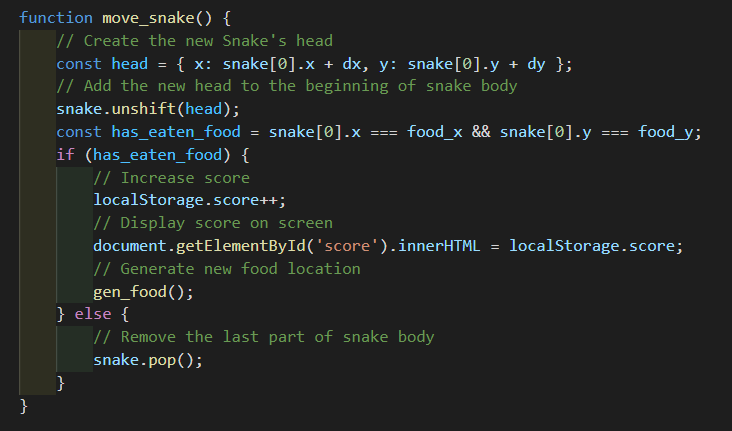 function move_snake() {
    // Create the new Snake's head
    const head = { x: snake[0].x + dx, y: snake[0].y + dy };
    // Add the new head to the beginning of snake body
    snake.unshift(head);
    const has_eaten_food = snake[0].x === food_x && snake[0].y === food_y;
    if (has_eaten_food) {
        // Increase score
        localStorage.score++;
        // Display score on screen
        document.getElementById('score').innerHTML = localStorage.score;
        // Generate new food location
        gen_food();
    } else {
        // Remove the last part of snake body
        snake.pop();
    }
}